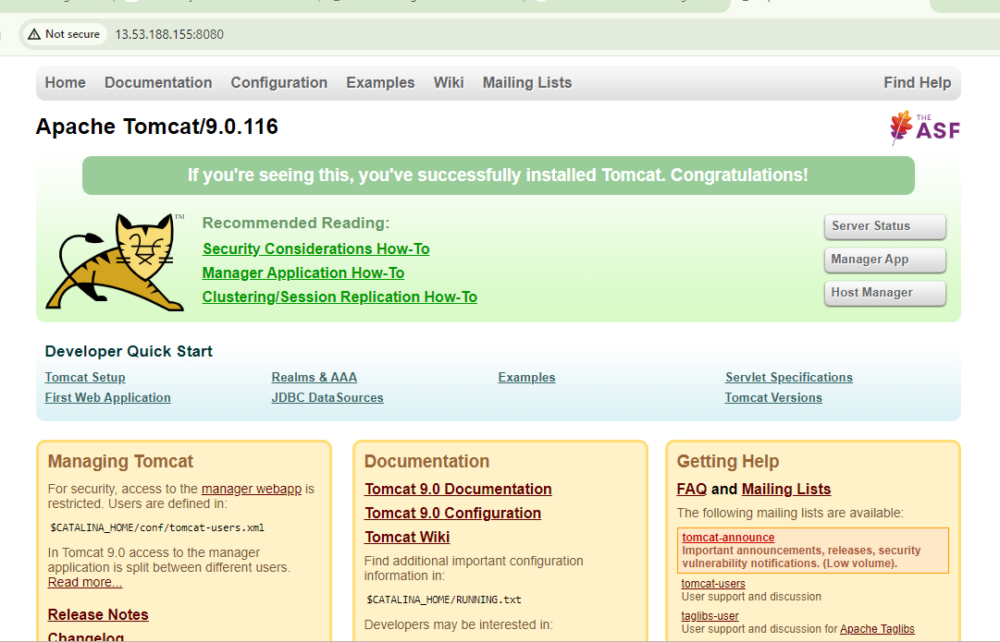 Not secure 13.53.188.155:8080
Home Documentation Configuration Examples Wiki Mailing Lists Find Help
Apache Tomcat/9.0.116
THE
ASF
If you're seeing this, you've successfully installed Tomcat. Congratulations!
TM
Recommended Reading:
Security Considerations How-To
Manager Application How-To
Clustering/Session Replication How-To
Server Status
Manager App
Host Manager
Developer Quick Start
Tomcat Setup
First Web Application
Realms & AAA
JDBC DataSources
Examples
Servlet Specifications
Tomcat Versions
Managing Tomcat
For security, access to the manager webapp is
restricted. Users are defined in:
$CATALINA_HOME/conf/tomcat-users.xml
In Tomcat 9.0 access to the manager
application is split between different users.
Read more...
Release Notes
Changelog
Documentation
Tomcat 9.0 Documentation
Tomcat 9.0 Configuration
Tomcat Wiki
Find additional important configuration
information in:
$CATALINA_HOME/RUNNING.txt
Developers may be interested in:
Getting Help
FAQ and Mailing Lists
The following mailing lists are available:
tomcat-announce
Important announcements, releases, security
vulnerability notifications. (Low volume).
tomcat-users
User support and discussion
taglibs-user
User support and discussion for Apache Taglibs